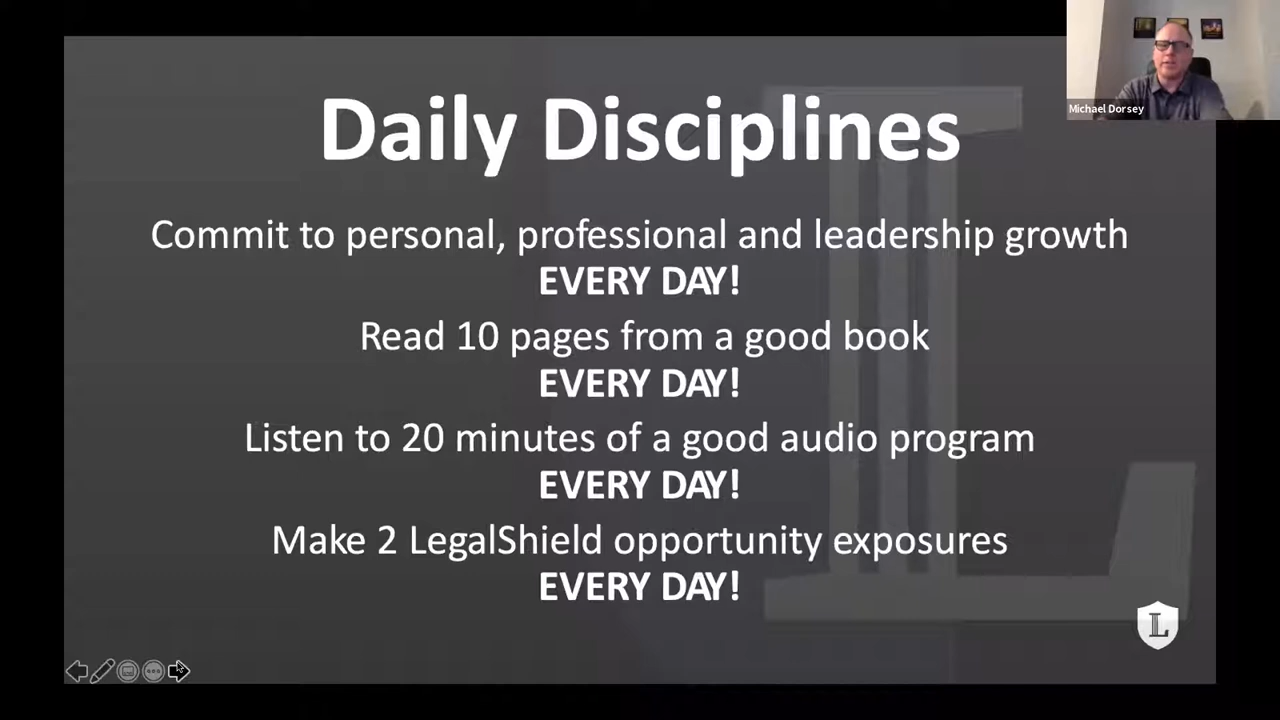 Daily Disciplines
Commit to personal, professional and leadership growth
EVERY DAY!
Read 10 pages from a good book
EVERY DAY!
Listen to 20 minutes of a good audio program
EVERY DAY!
Make 2 LegalShield opportunity exposures
EVERY DAY!
L
Michael Dorsey